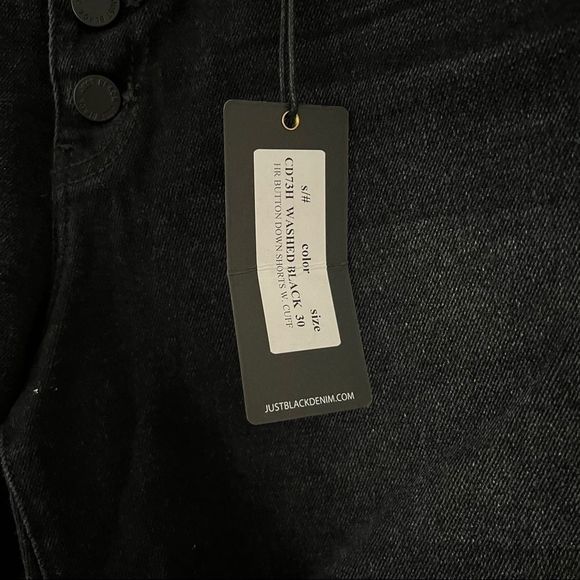 s/# color size
CD73H WASHED BLACK 30
HR BUTTON DOWN SHORTS W. CUFF
JUSTBLACKDENIM.COM